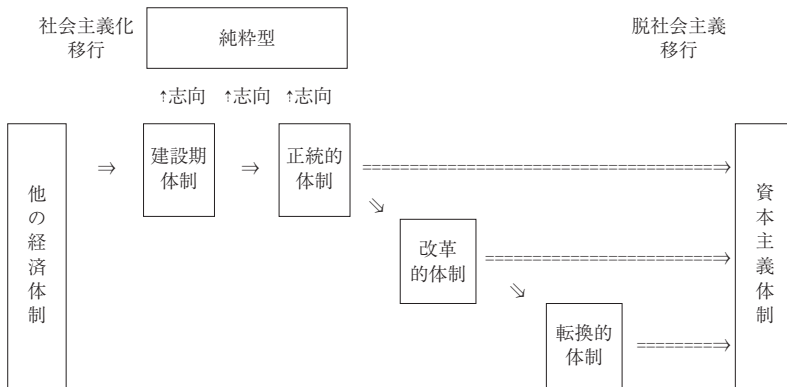 社会主義化
移行
純粋型
脱社会主義
移行
↑志向 ↑志向 ↑志向
他の経済体制
⇒
建設期
体制
⇒
正統的
体制
⇒
資本主義体制
⇘
改革
的体制
⇒
⇘
転換的
体制
⇒